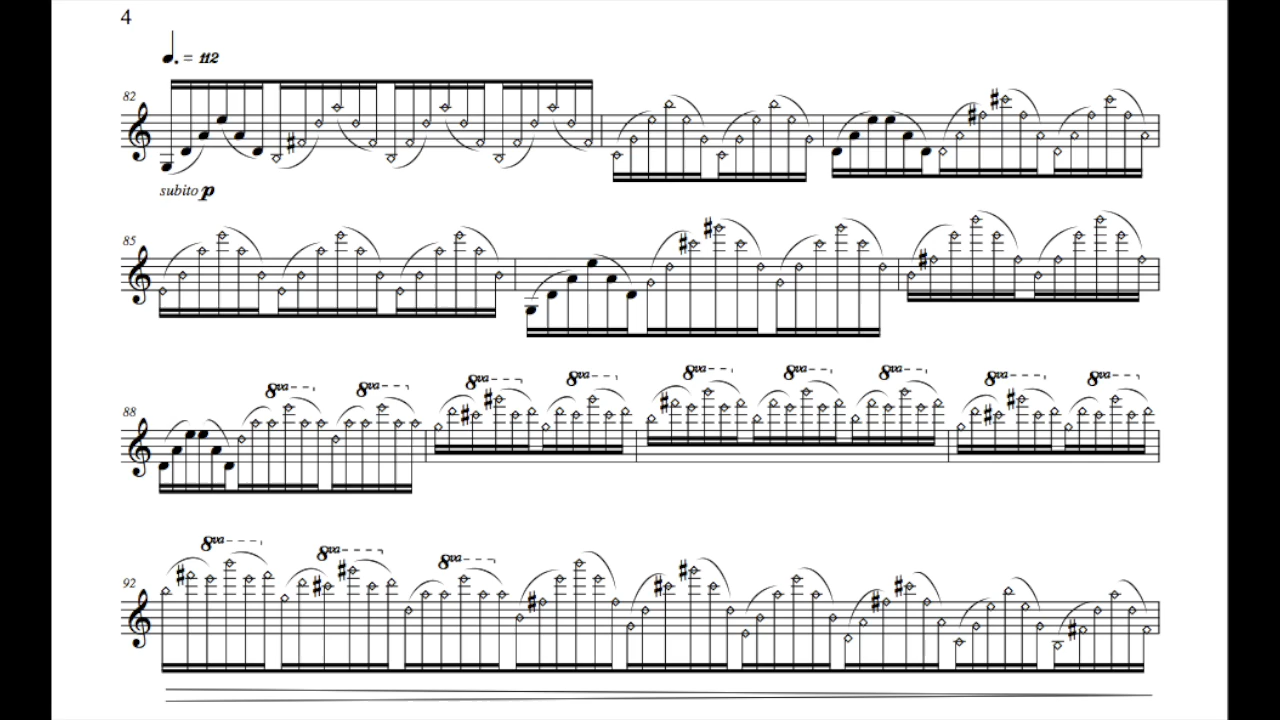 4
♩. = 112
82
subito p
85
8va 8va 8va 8va 8va 8va 8va 8va 8va
88
8va 8va 8va
92